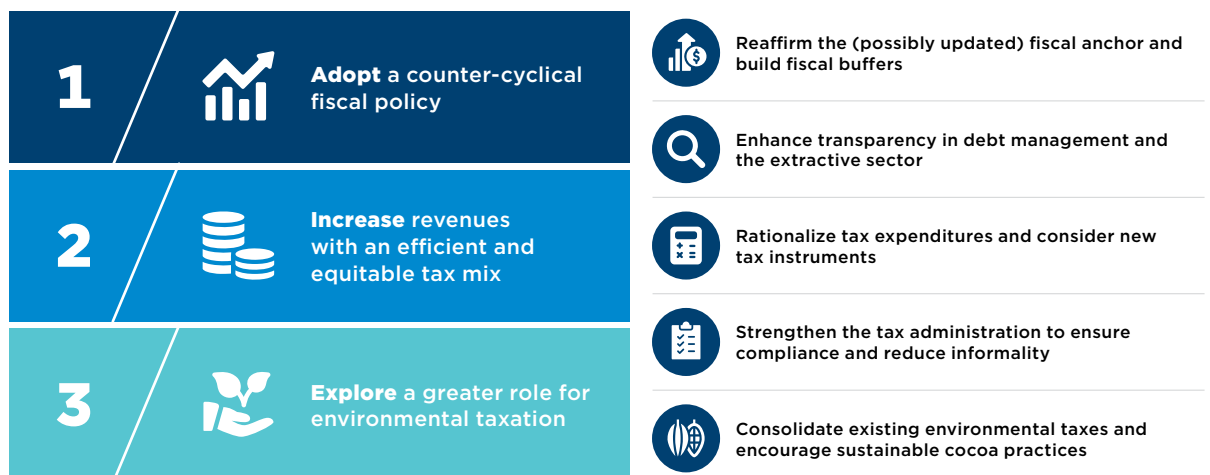 1
Adopt a counter-cyclical
fiscal policy
2
Increase revenues
with an efficient and
equitable tax mix
3
Explore a greater role for
environmental taxation
$
Reaffirm the (possibly updated) fiscal anchor and
build fiscal buffers
Enhance transparency in debt management and
the extractive sector
Rationalize tax expenditures and consider new
tax instruments
Strengthen the tax administration to ensure
compliance and reduce informality
Consolidate existing environmental taxes and
encourage sustainable cocoa practices